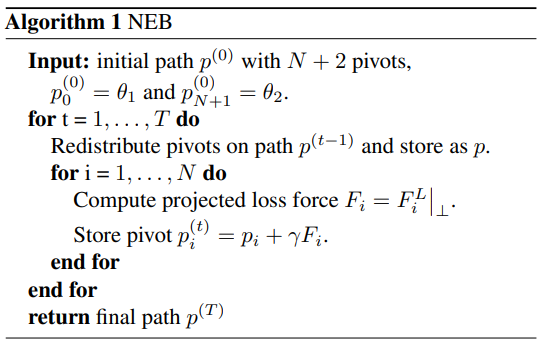 Algorithm 1 NEB
Input: initial path $p^{(0)}$ with $N + 2$ pivots,
$p_0^{(0)} = \theta_1$ and $p_{N+1}^{(0)} = \theta_2$.
for t = $1, \ldots, T$ do
Redistribute pivots on path $p^{(t-1)}$ and store as $p$.
for i = $1, \ldots, N$ do
Compute projected loss force $F_i = F_i^L|_\perp$.
Store pivot $p_i^{(t)} = p_i + \gamma F_i$.
end for
end for
return final path $p^{(T)}$